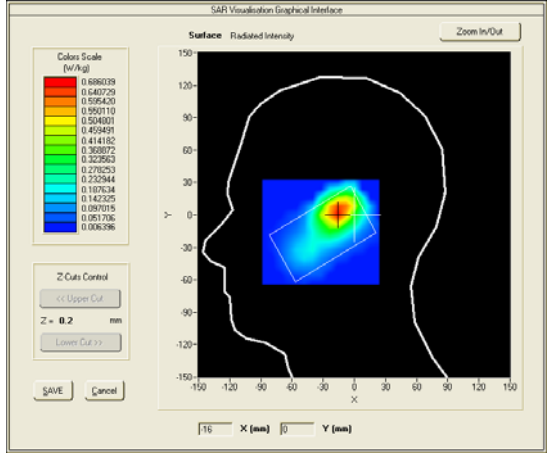 SAR Visualisation Graphical Interface
Surface Radiated Intensity
Zoom In/Out
Colors Scale
(W/kg)
0.686039
0.640729
0.595420
0.550110
0.504801
0.459491
0.414182
0.368872
0.323563
0.278253
0.232944
0.187634
0.142325
0.097015
0.051706
0.006396
Z Cuts Control
<< Upper Cut
Z = 0.2 mm
Lower Cut >>
SAVE Cancel
150
120
90
60
30
0
-30
-60
-90
-120
-150
Y
-150 -120 -90 -60 -30 0 30 60 90 120 150
X
-16 X (mm) 0 Y (mm)